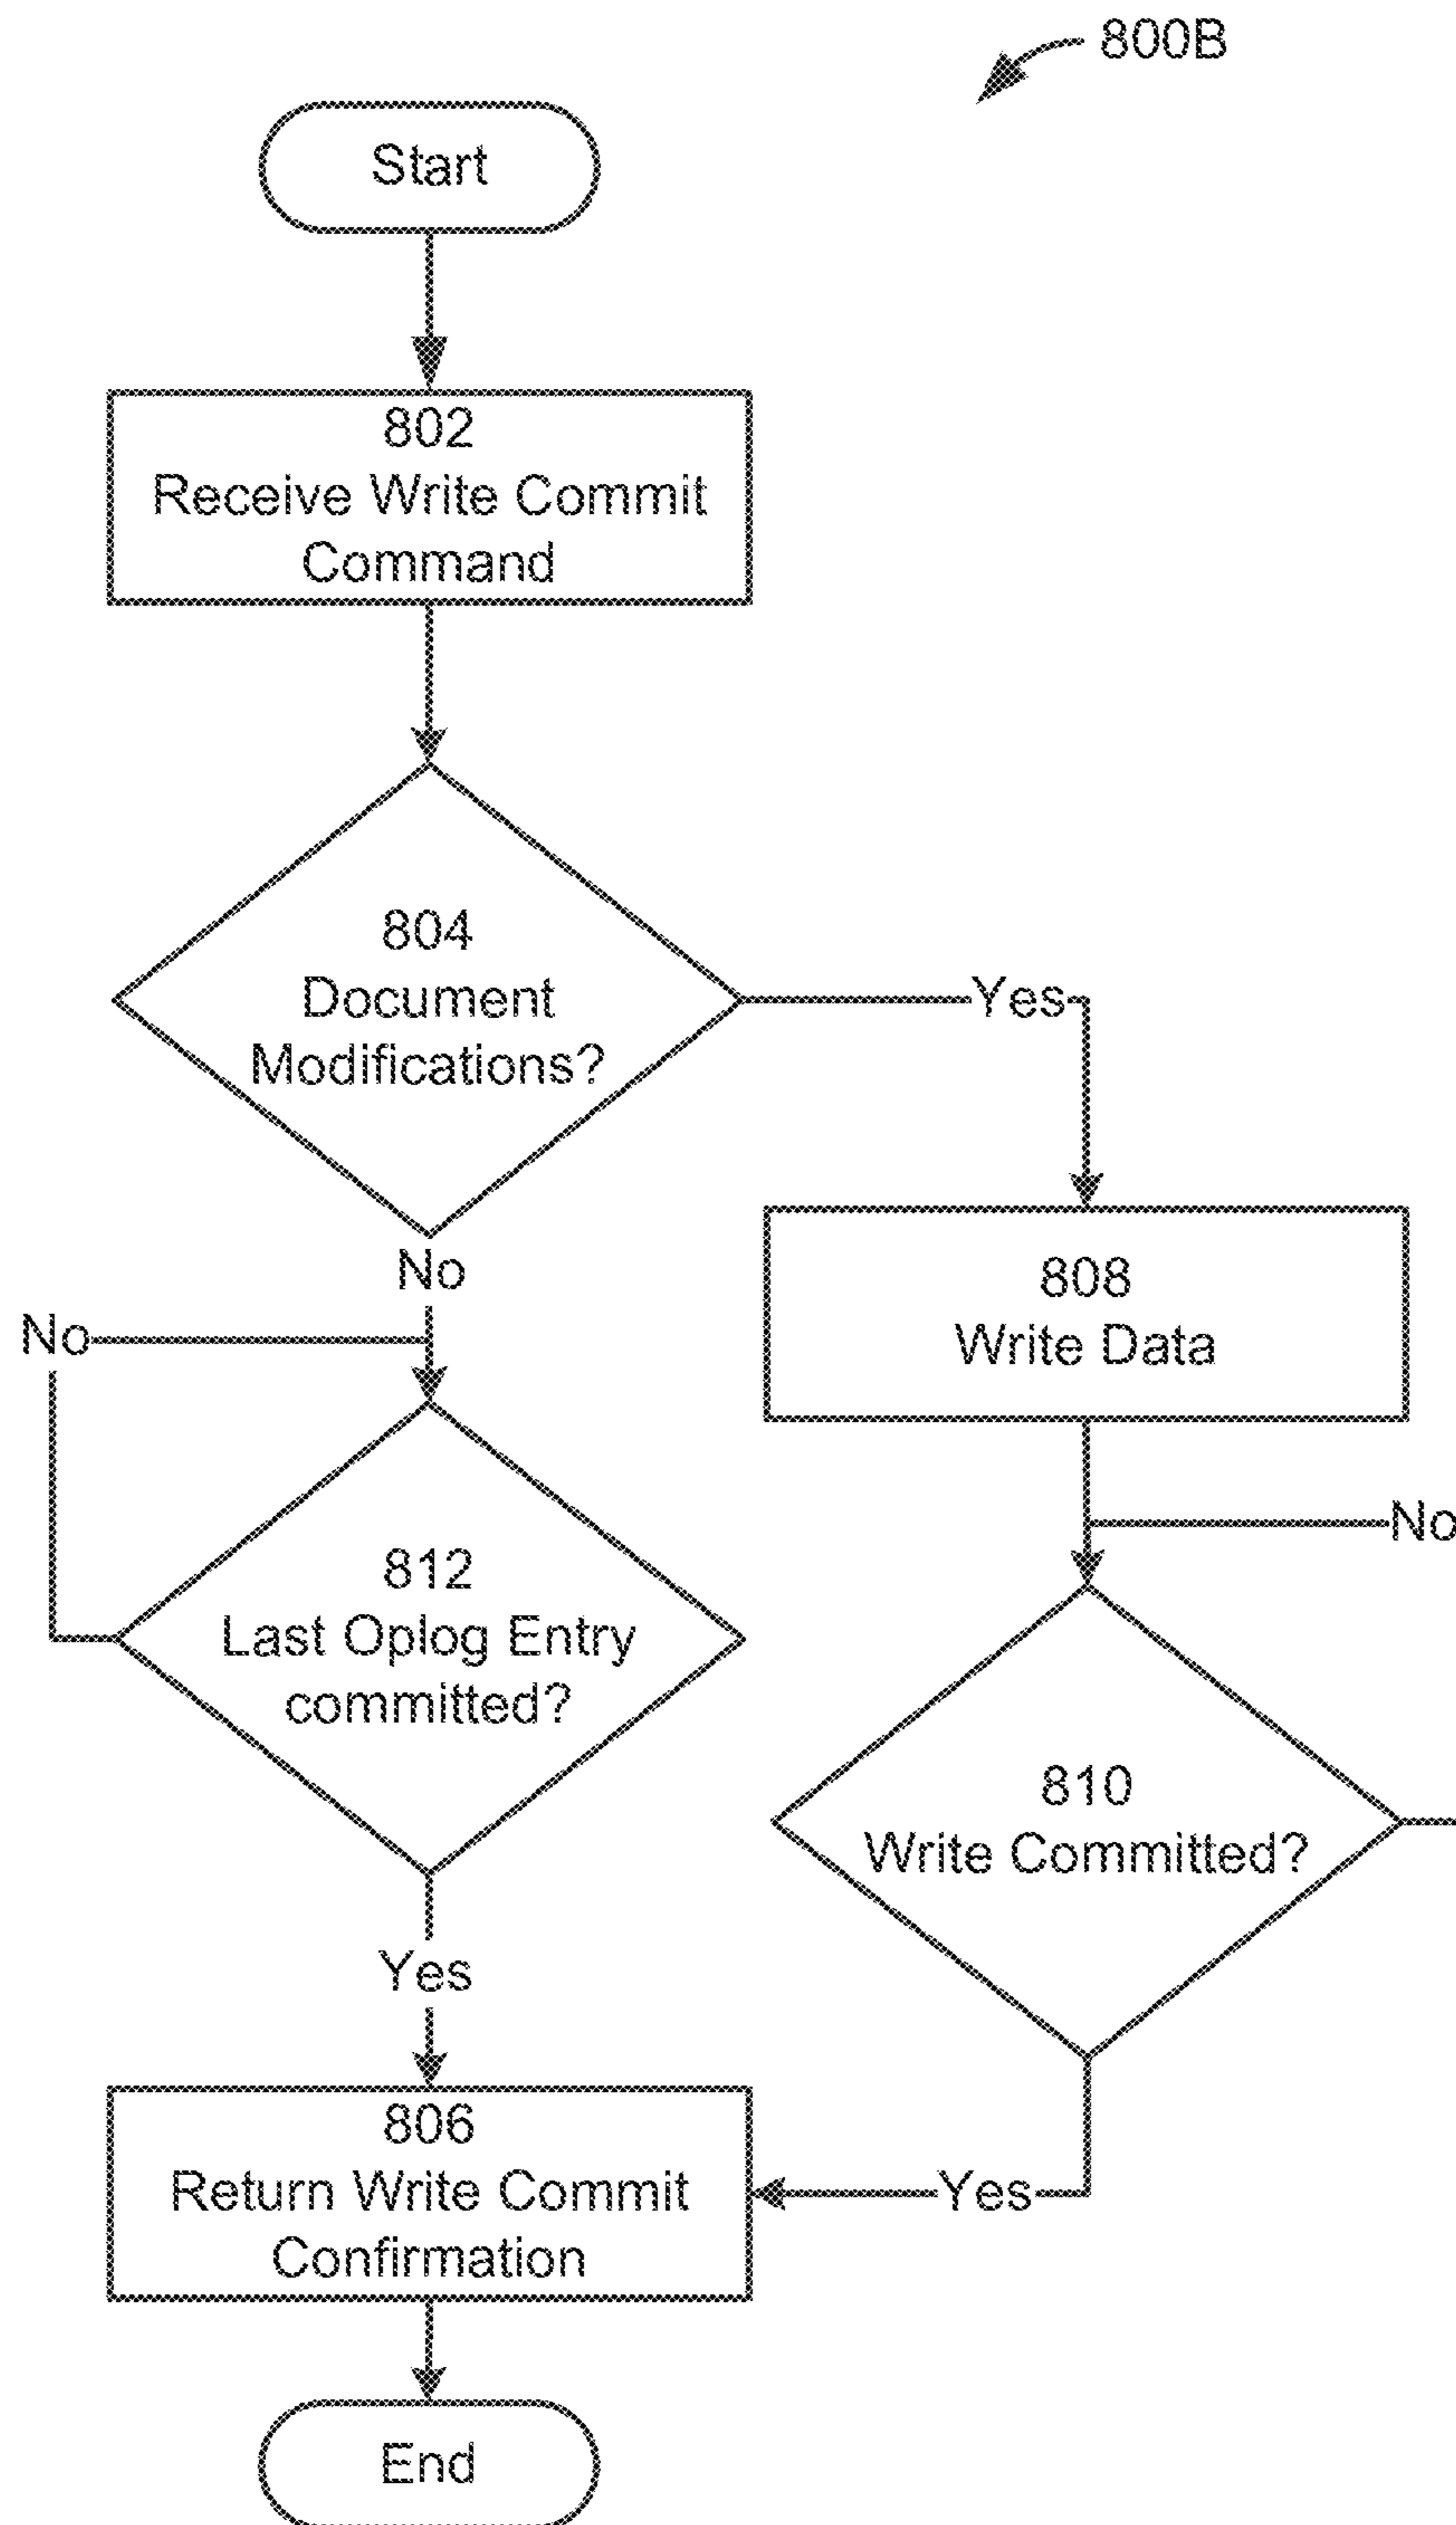 800B
Start
802
Receive Write Commit
Command
804
Document
Modifications?
Yes
No
808
Write Data
No
No
812
Last Oplog Entry
committed?
810
Write Committed?
Yes
806
Return Write Commit
Confirmation
Yes
End